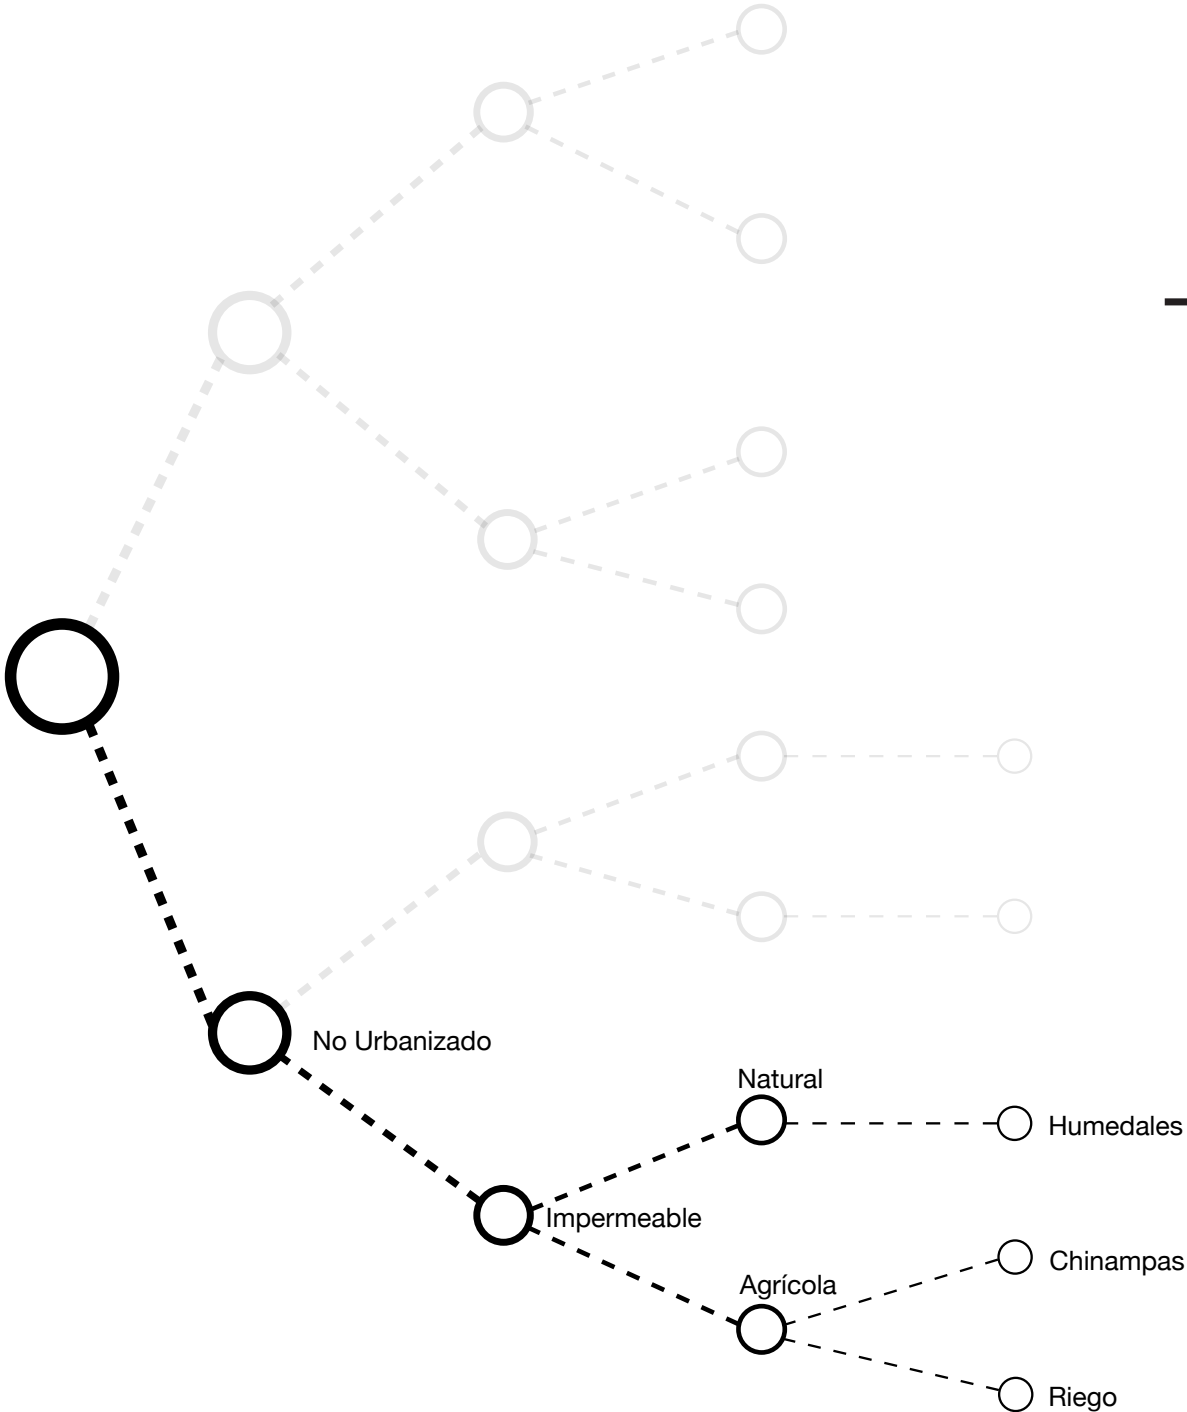 No Urbanizado
Natural
Humedales
Impermeable
Chinampas
Agrícola
Riego